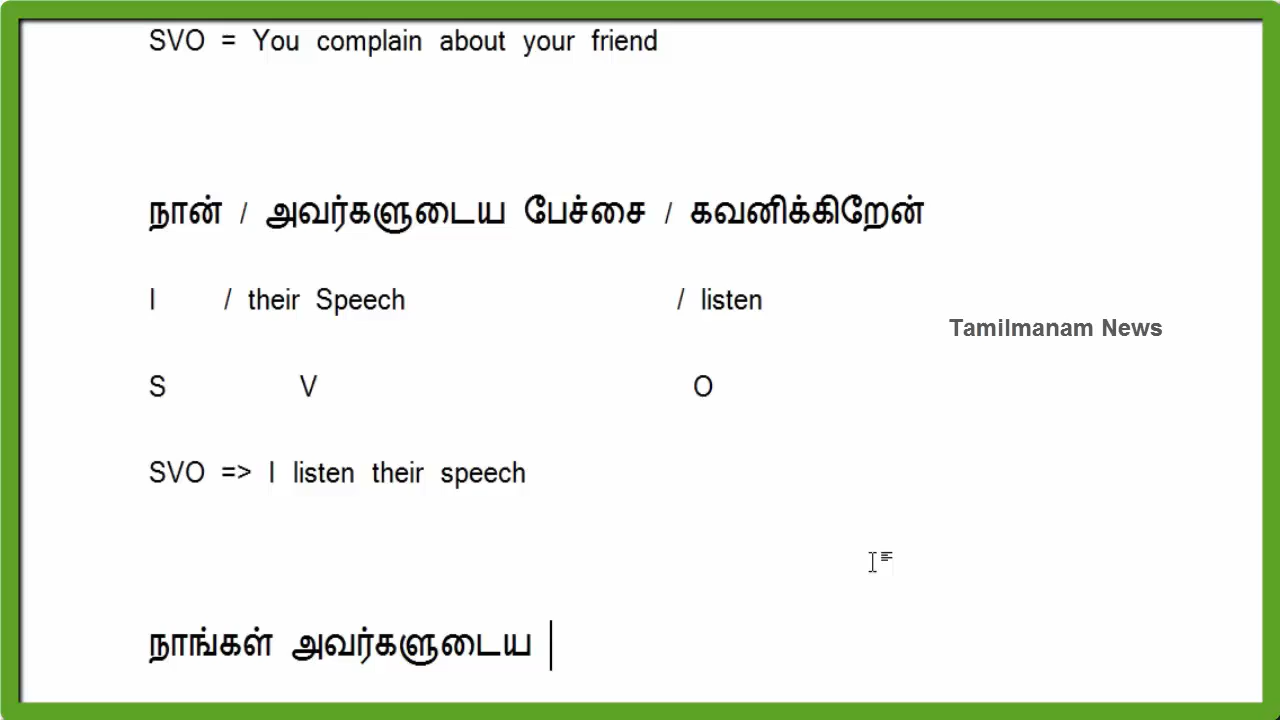 SVO = You complain about your friend
நான் / அவர்களுடைய பேச்சை / கவனிக்கிறேன்
I / their Speech / listen
Tamilmanam News
S V O
SVO => I listen their speech
நாங்கள் அவர்களுடைய